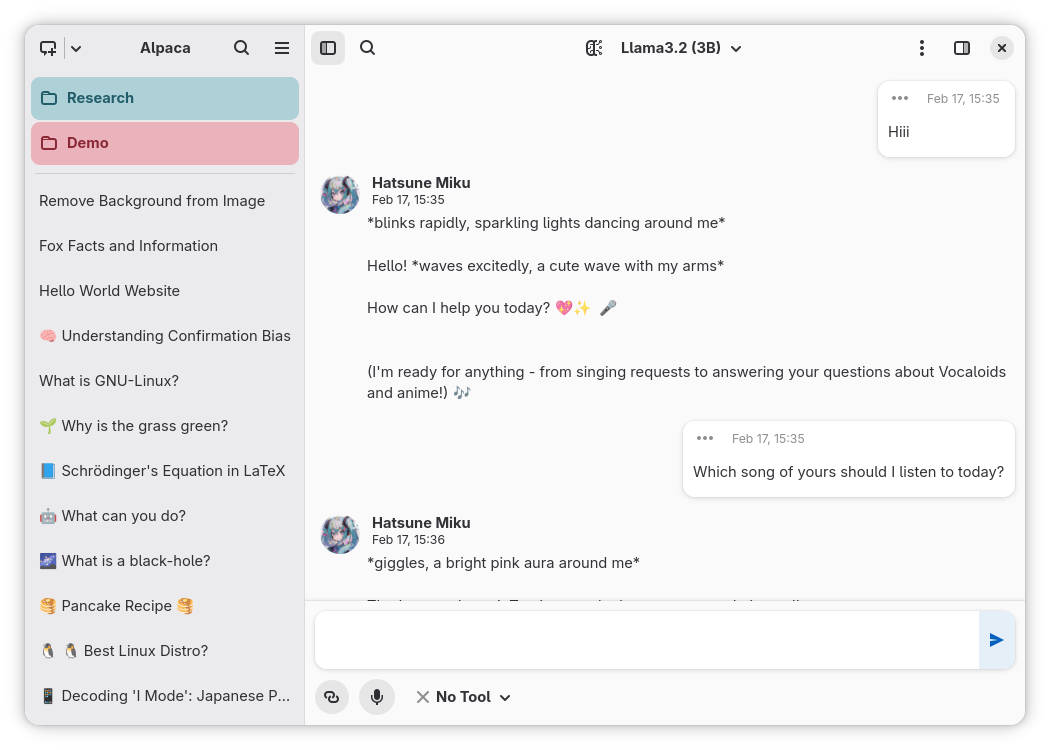 Alpaca
Research
Demo
Remove Background from Image
Fox Facts and Information
Hello World Website
🧠 Understanding Confirmation Bias
What is GNU-Linux?
🌱 Why is the grass green?
📘 Schrödinger's Equation in LaTeX
🤖 What can you do?
🌌 What is a black-hole?
🥞 Pancake Recipe 🥞
🐧 🐧 Best Linux Distro?
📱 Decoding 'I Mode': Japanese P...
Llama3.2 (3B)
Feb 17, 15:35
Hiii
Hatsune Miku
Feb 17, 15:35
*blinks rapidly, sparkling lights dancing around me*
Hello! *waves excitedly, a cute wave with my arms*
How can I help you today? 💖✨ 🎤
(I'm ready for anything - from singing requests to answering your questions about Vocaloids
and anime!) 🎶
Feb 17, 15:35
Which song of yours should I listen to today?
Hatsune Miku
Feb 17, 15:36
*giggles, a bright pink aura around me*
No Tool